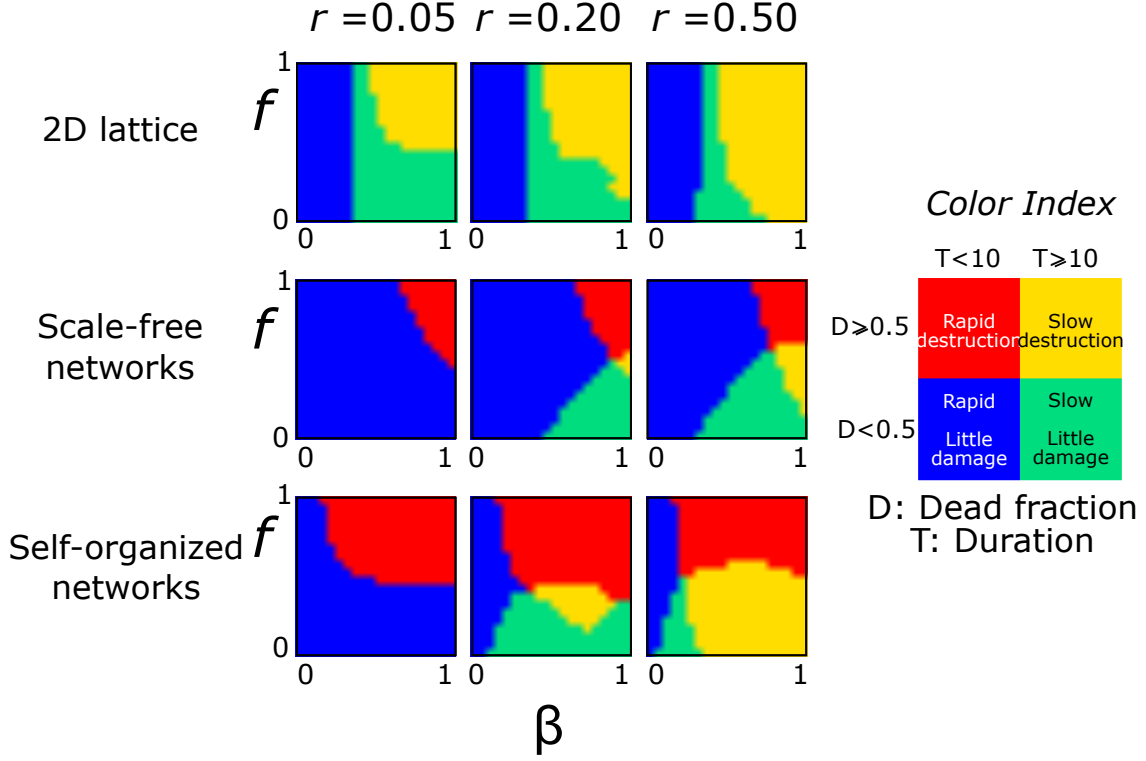 r =0.05 r =0.20 r =0.50
2D lattice
f
1
0
0 1 0 1 0 1
Scale-free
networks
f
1
0
0 1 0 1 0 1
Self-organized
networks
f
1
0
0 1 0 1 0 1
β
Color Index
T<10 T⩾10
D⩾0.5
Rapid
destruction
Slow
destruction
D<0.5
Rapid
Little
damage
Slow
Little
damage
D: Dead fraction
T: Duration